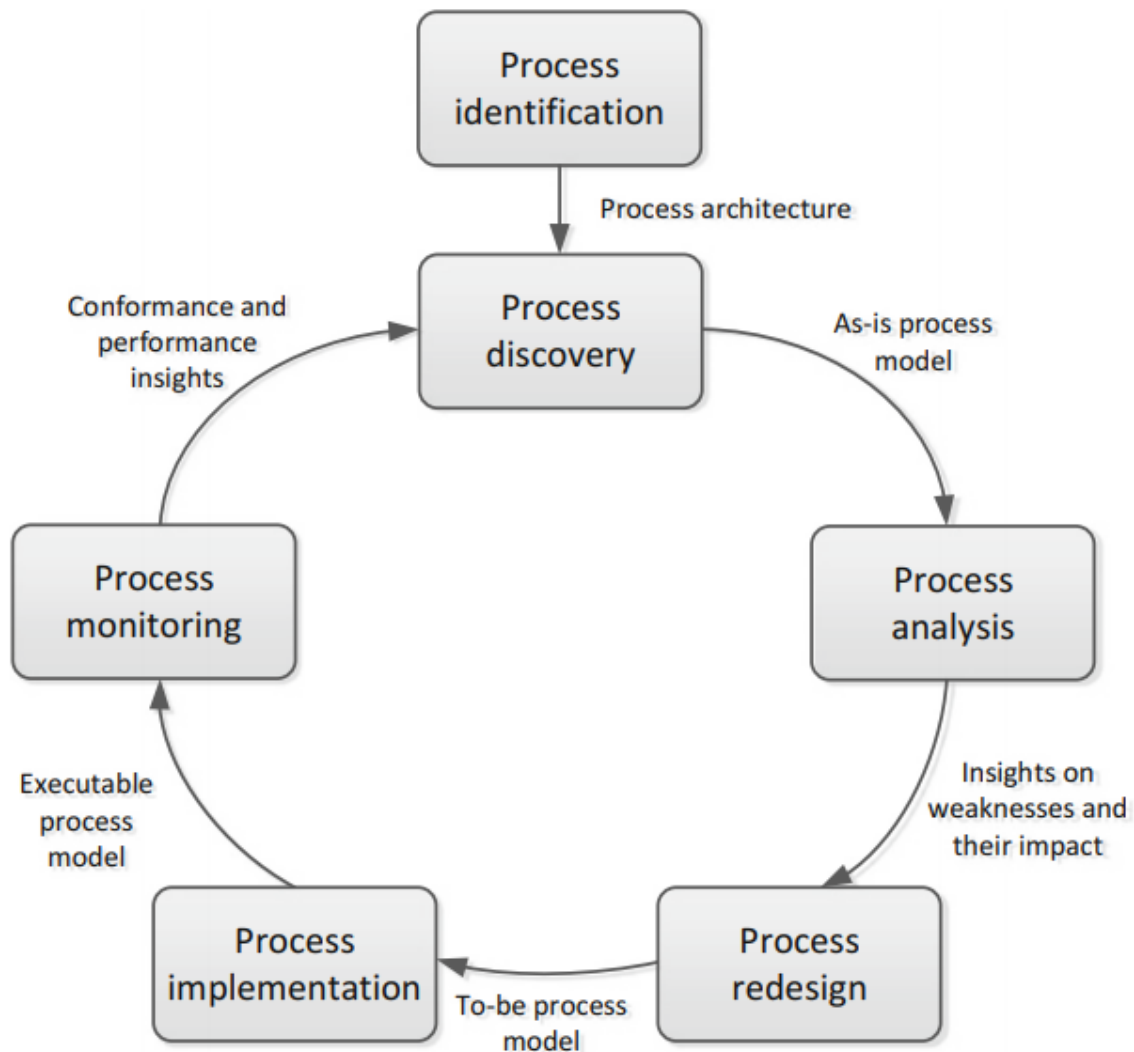 Process
identification
Process architecture
Process
discovery
As-is process
model
Process
analysis
Insights on
weaknesses and
their impact
Process
redesign
To-be process
model
Process
implementation
Executable
process
model
Process
monitoring
Conformance and
performance
insights